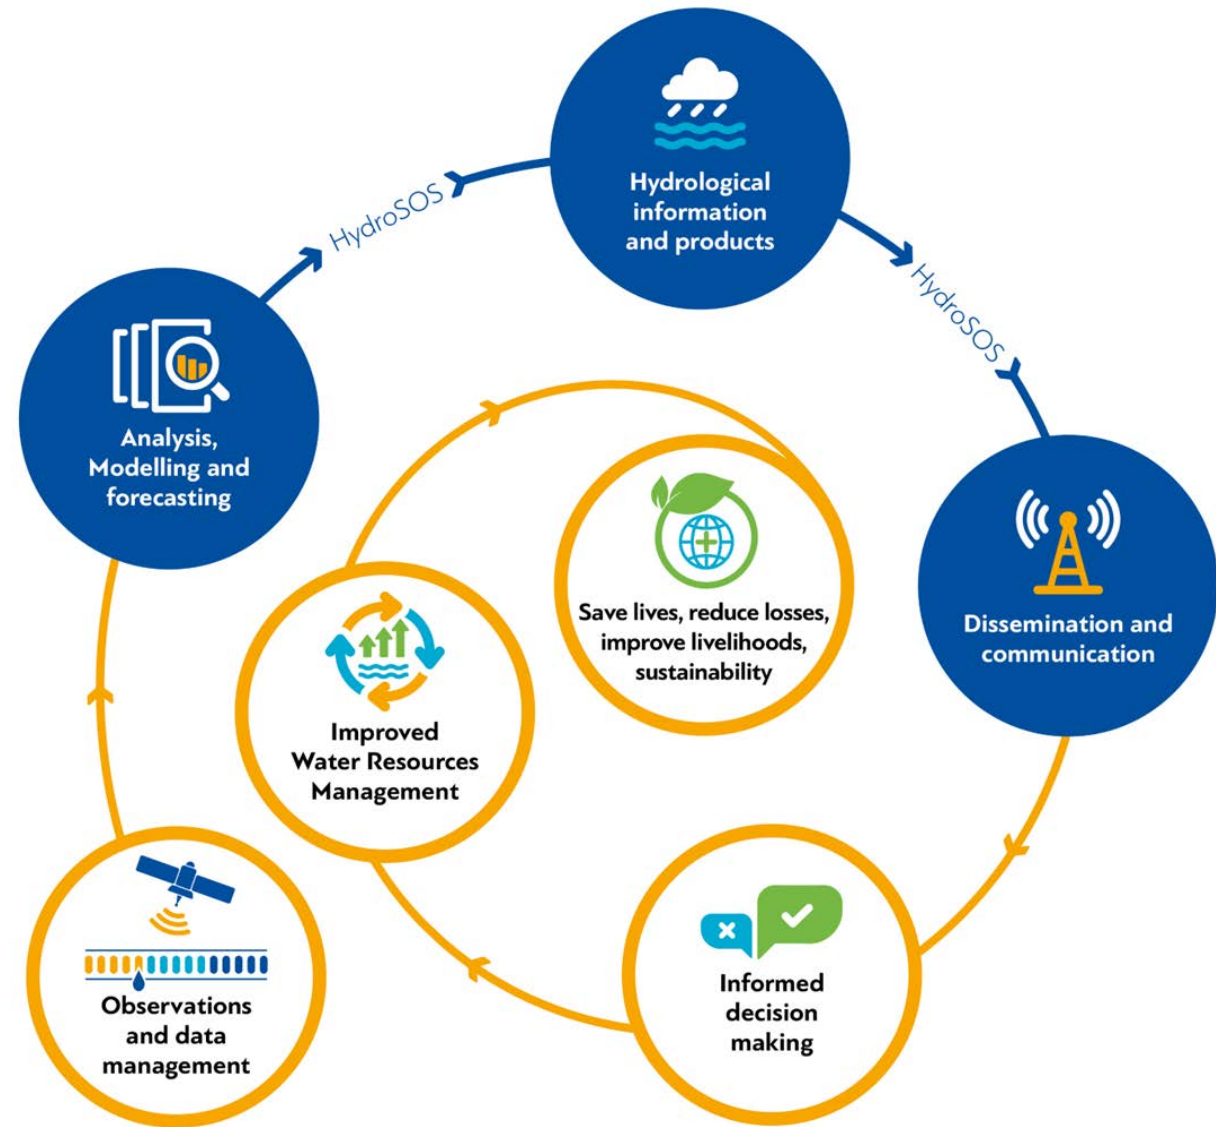 Hydrological
information
and products
HydroSOS
HydroSOS
Analysis,
Modelling and
forecasting
Save lives, reduce losses,
improve livelihoods,
sustainability
Dissemination and
communication
Improved
Water Resources
Management
Observations
and data
management
Informed
decision
making